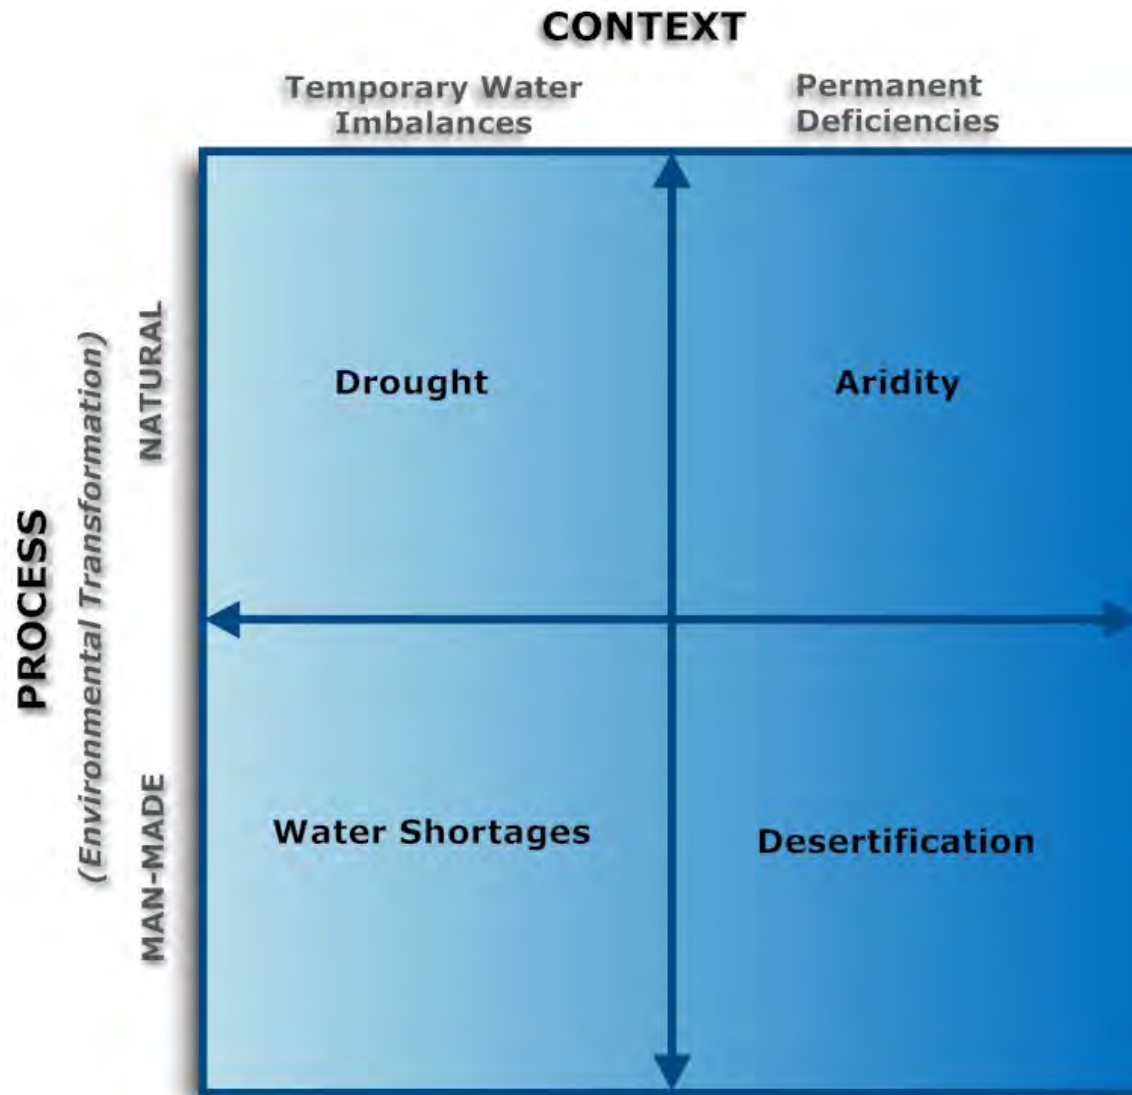 CONTEXT
Temporary Water
Imbalances
Permanent
Deficiencies
PROCESS
(Environmental Transformation)
NATURAL
MAN-MADE
Drought
Aridity
Water Shortages
Desertification